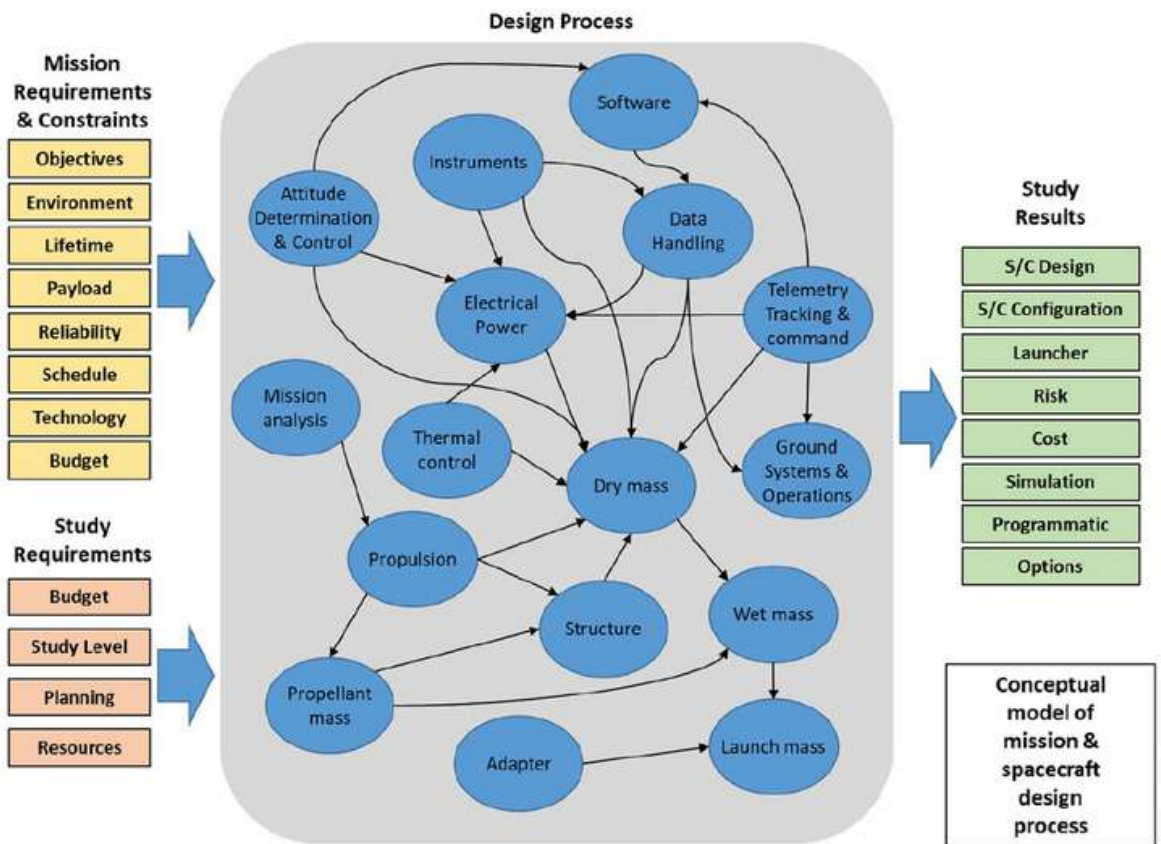 Design Process
Mission
Requirements
& Constraints
Objectives
Environment
Lifetime
Payload
Reliability
Schedule
Technology
Budget
Study
Requirements
Budget
Study Level
Planning
Resources
Software
Instruments
Attitude
Determination
& Control
Data
Handling
Electrical
Power
Telemetry
Tracking &
command
Mission
analysis
Thermal
control
Dry mass
Ground
Systems &
Operations
Propulsion
Structure
Wet mass
Propellant
mass
Adapter
Launch mass
Study
Results
S/C Design
S/C Configuration
Launcher
Risk
Cost
Simulation
Programmatic
Options
Conceptual
model of
mission &
spacecraft
design
process